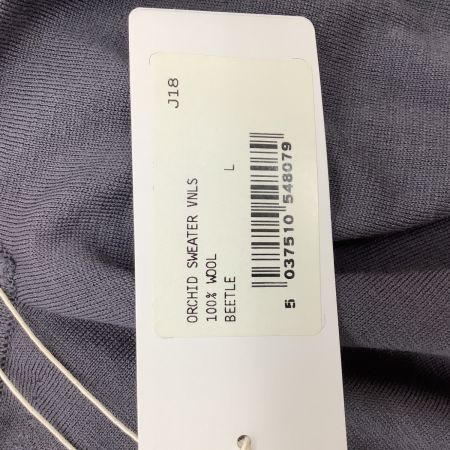 J18
ORCHID SWEATER VNLS
100% WOOL
BEETLE L
5 037510 548079